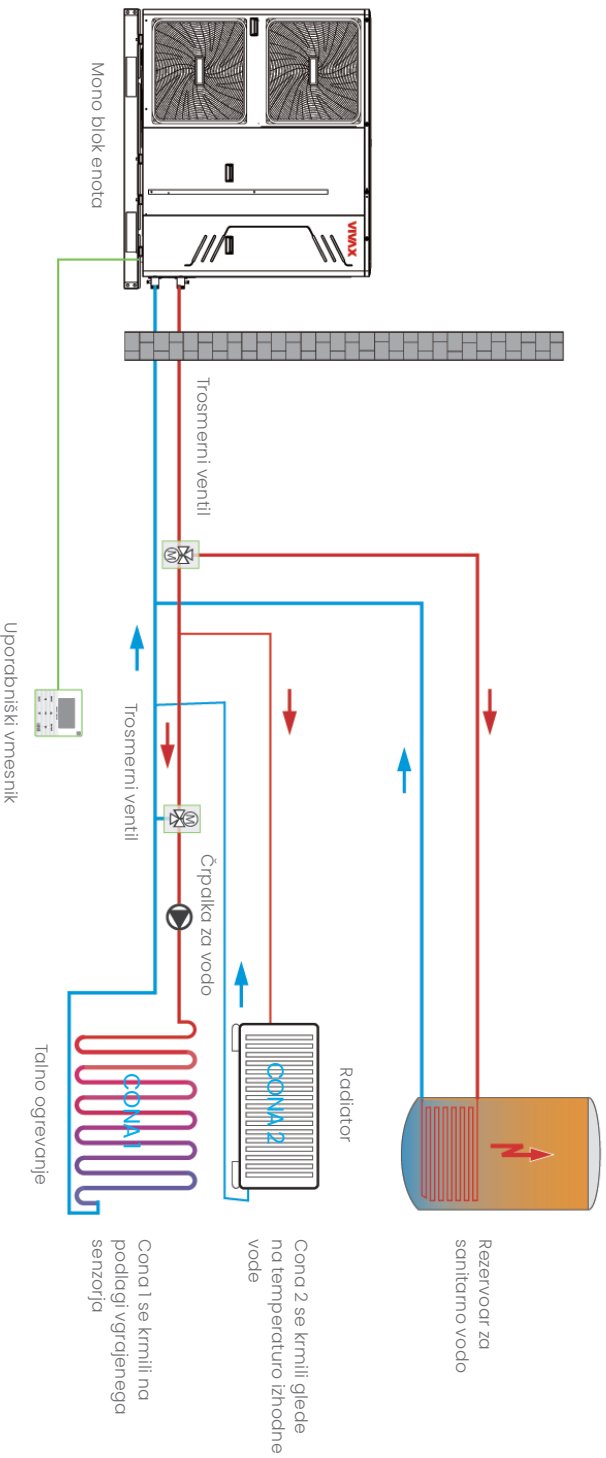 VIVAX
Mono blok enota
Trosmerni ventil
Rezervoar za
sanitarno vodo
M
Radiator
CONA 2
Cona 2 se krmili glede
na temperaturo izhodne
vode
Trosmerni ventil
M
Črpalka za vodo
CONA 1
Talno ogrevanje
Cona 1 se krmili na
podlagi vgrajenega
senzorja
Uporabniški vmesnik